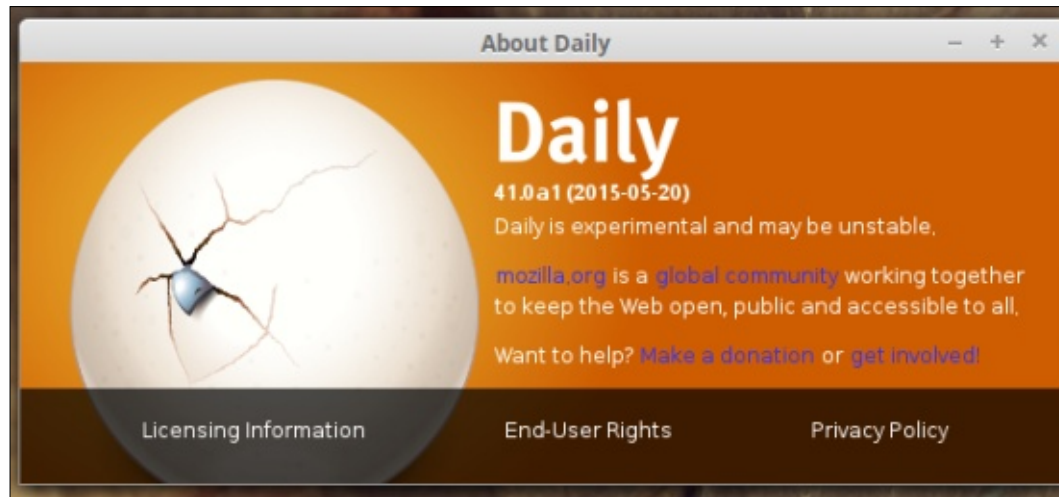 About Daily
Daily
41.0a1 (2015-05-20)
Daily is experimental and may be unstable.
mozilla.org is a global community working together
to keep the Web open, public and accessible to all.
Want to help? Make a donation or get involved!
Licensing Information End-User Rights Privacy Policy